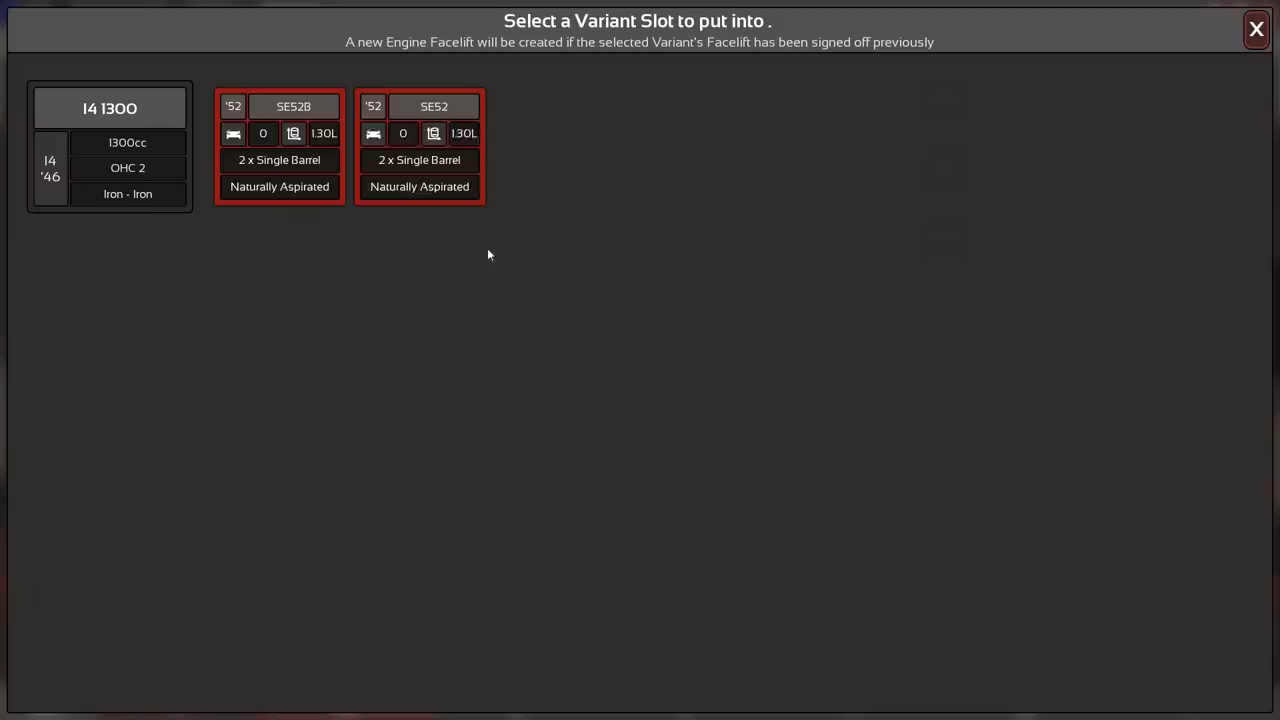 Select a Variant Slot to put into .
A new Engine Facelift will be created if the selected Variant's Facelift has been signed off previously
X
I4 1300
I4 '46
1300cc
OHC 2
Iron - Iron
'52 SE52B
0 1.30L
2 x Single Barrel
Naturally Aspirated
'52 SE52
0 1.30L
2 x Single Barrel
Naturally Aspirated